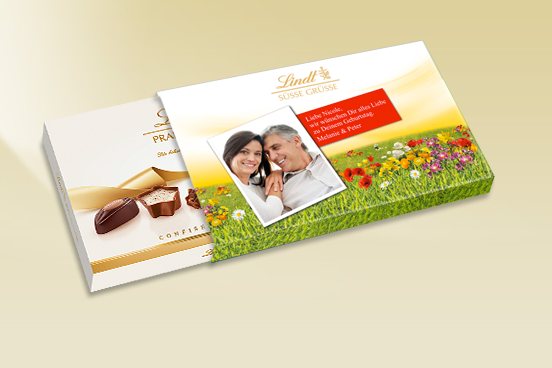 Lindt
SÜSSE GRÜSSE
Liebe Nicole,
wir wünschen Dir alles Liebe
zu Deinem Geburtstag.
Melanie & Peter
PRA
CONFISE